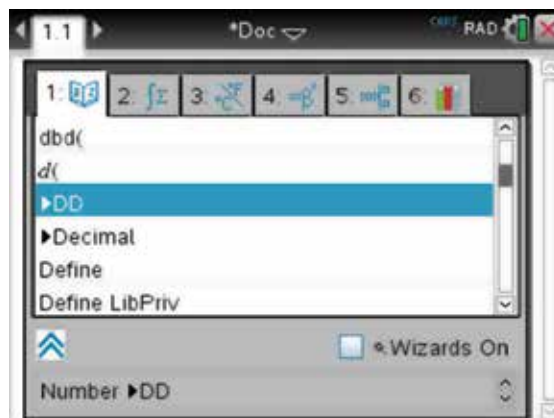 1.1 *Doc RAD
1: 2: ∫Σ 3: 4: 5: 6:
dbd(
d(
▶DD
▶Decimal
Define
Define LibPriv
Wizards On
Number ▶DD